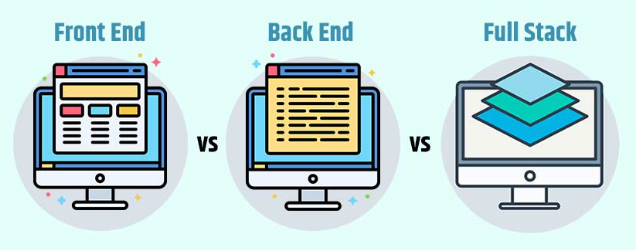 Front End
Back End
Full Stack
vs
vs